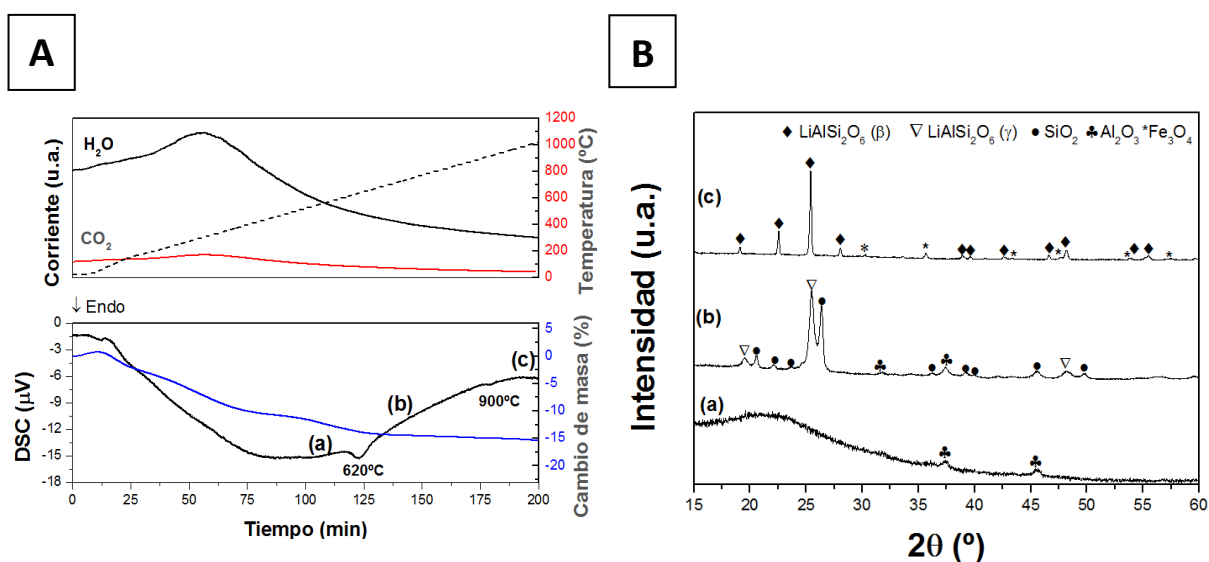 A
H₂O
CO₂
Corriente (u.a.)
1200
1000
800
600
400
200
0
Temperatura (ºC)
↓ Endo
0
-3
-6
-9
-12
-15
-18
DSC (µV)
(a)
620ºC
(b)
900ºC
(c)
5
0
-5
-10
-15
-20
Cambio de masa (%)
0 25 50 75 100 125 150 175 200
Tiempo (min)
B
♦ LiAlSi₂O₆ (β) ▽ LiAlSi₂O₆ (γ) ● SiO₂ ♣ Al₂O₃ *Fe₃O₄
(c)
(b)
(a)
Intensidad (u.a.)
15 20 25 30 35 40 45 50 55 60
2θ (º)